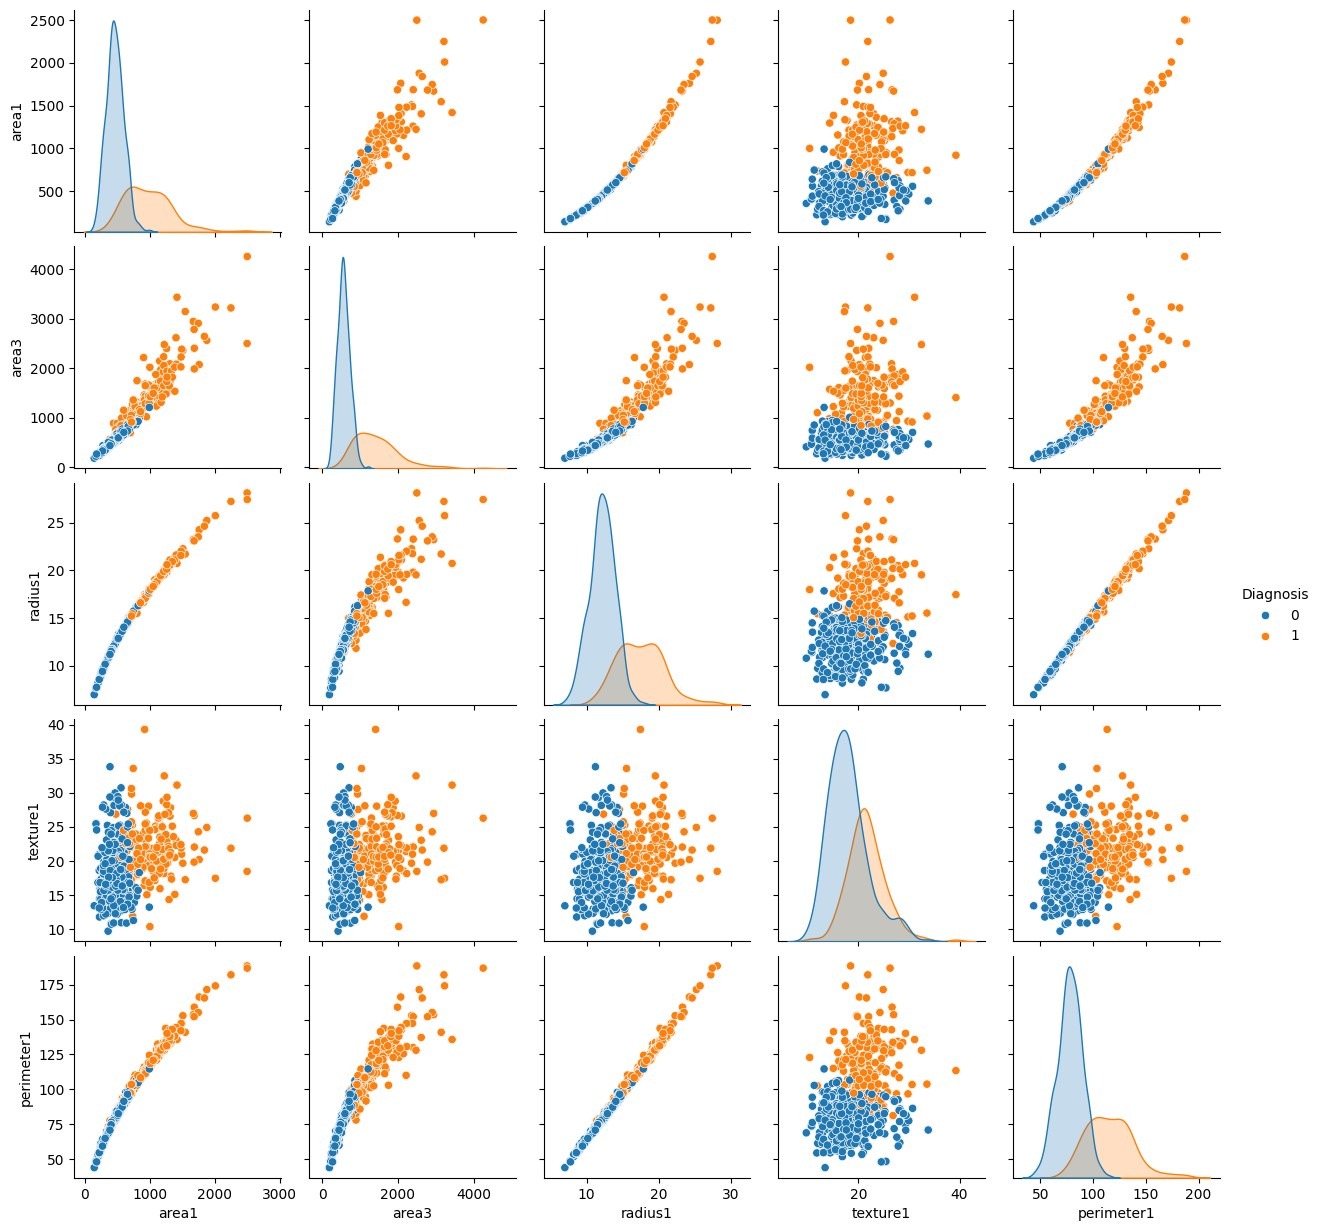 2500
2000
1500
1000
500
area1
4000
3000
2000
1000
0
area3
25
20
15
10
radius1
Diagnosis
0
1
40
35
30
25
20
15
10
texture1
175
150
125
100
75
50
perimeter1
0 1000 2000 3000
0 2000 4000
10 20 30
20 40
50 100 150 200
area1 area3 radius1 texture1 perimeter1